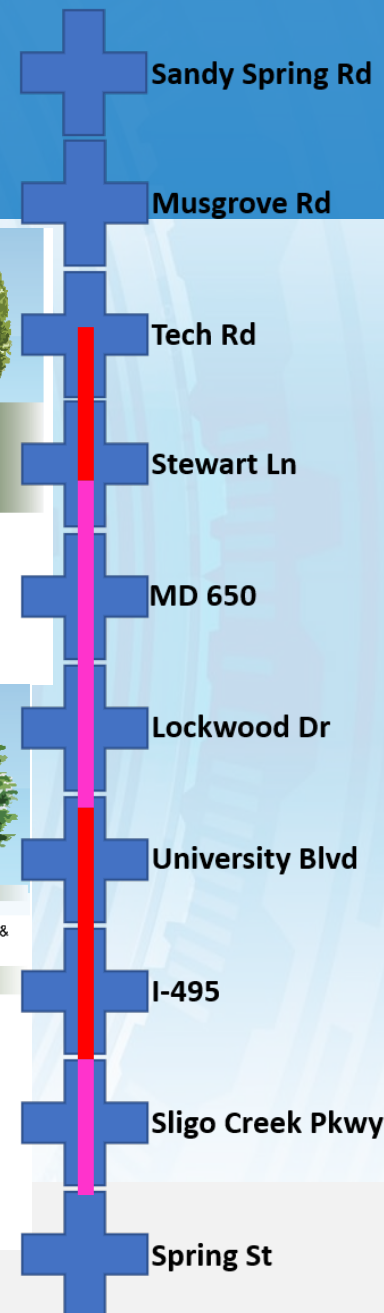 Sandy Spring Rd
Musgrove Rd
Tech Rd
Stewart Ln
MD 650
Lockwood Dr
University Blvd
&
I-495
Sligo Creek Pkwy
Spring St